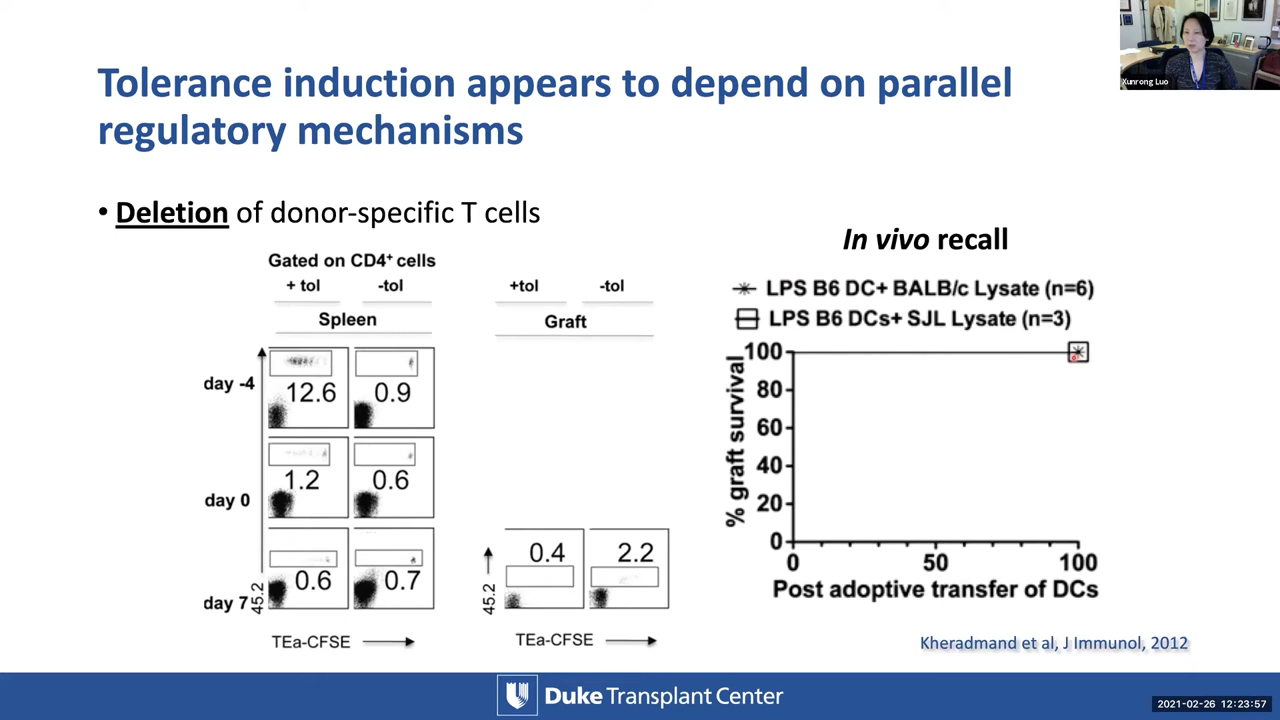 Xunrong Luo
Tolerance induction appears to depend on parallel
regulatory mechanisms
• Deletion of donor-specific T cells
Gated on CD4⁺ cells
+ tol -tol
Spleen
+tol -tol
Graft
day -4 12.6 0.9
day 0 1.2 0.6
day 7 0.6 0.7
45.2
TEa-CFSE
0.4 2.2
45.2
TEa-CFSE
In vivo recall
LPS B6 DC+ BALB/c Lysate (n=6)
LPS B6 DCs+ SJL Lysate (n=3)
% graft survival
100
80
60
40
20
0
0 50 100
Post adoptive transfer of DCs
Kheradmand et al, J Immunol, 2012
Duke Transplant Center
2021-02-26 12:23:57